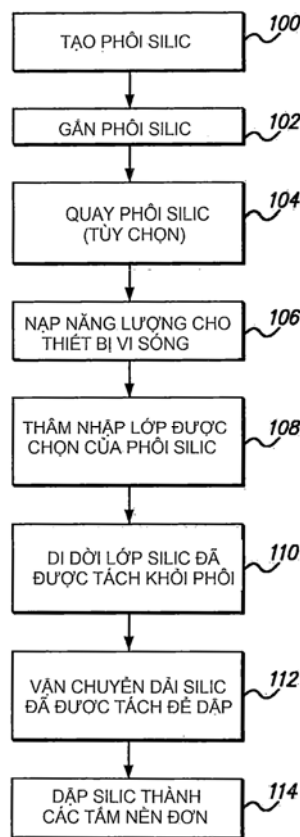 TẠO PHÔI SILIC
100
GẮN PHÔI SILIC
102
QUAY PHÔI SILIC
(TÙY CHỌN)
104
NẠP NĂNG LƯỢNG CHO
THIẾT BỊ VI SÓNG
106
THÂM NHẬP LỚP ĐƯỢC
CHỌN CỦA PHÔI SILIC
108
DI DỜI LỚP SILIC ĐÃ
ĐƯỢC TÁCH KHỎI PHÔI
110
VẬN CHUYỂN DẢI SILIC
ĐÃ ĐƯỢC TÁCH ĐỂ DẬP
112
DẬP SILIC THÀNH
CÁC TẤM NỀN ĐƠN
114